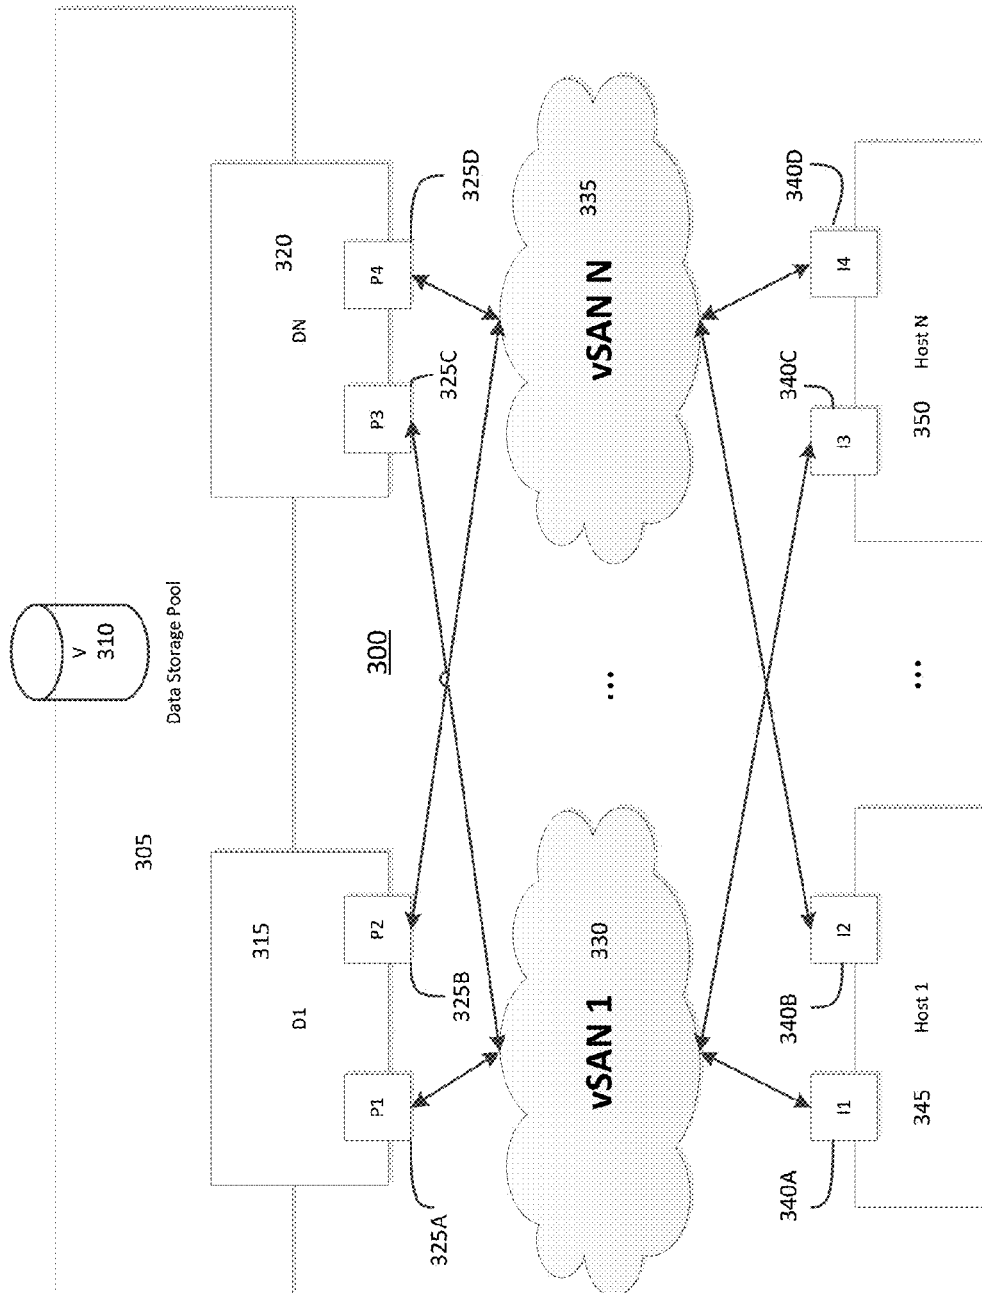 V
310
Data Storage Pool
305
D1
315
DN
320
P1
P2
P3
P4
325A
325B
325C
325D
300
vSAN 1
330
...
vSAN N
335
340A
340B
340C
340D
I1
I2
I3
I4
Host 1
345
...
Host N
350